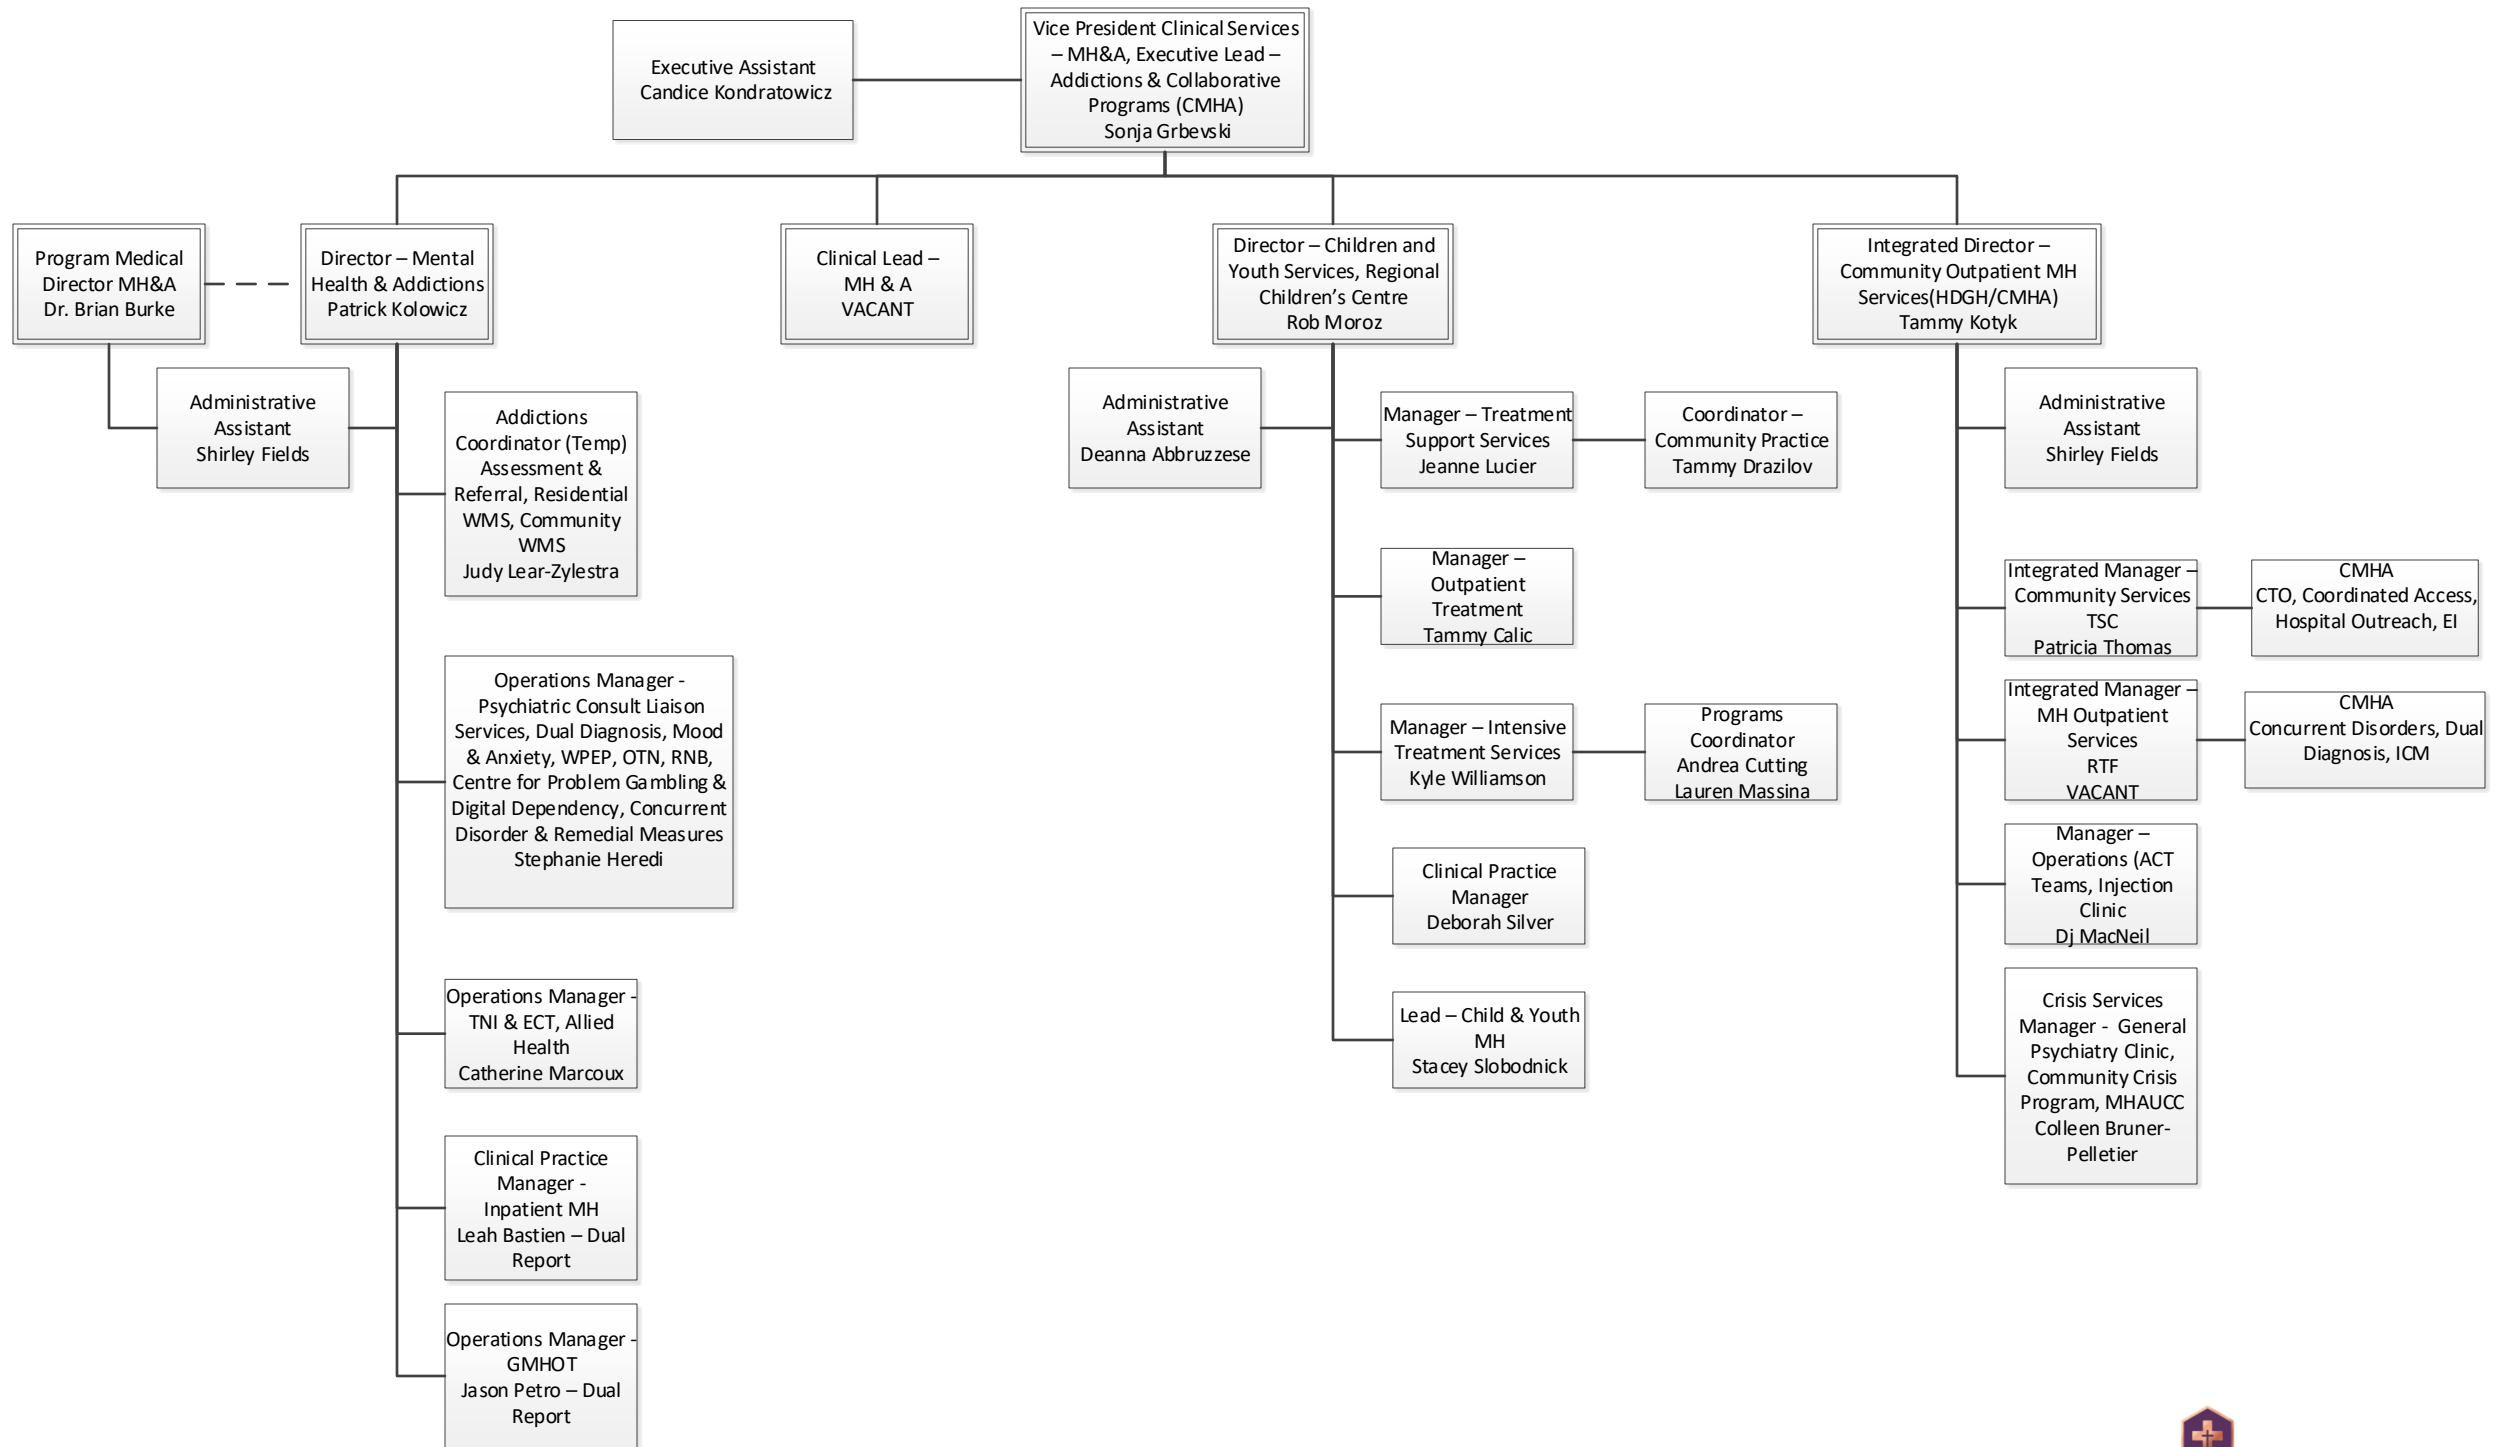 Executive Assistant
Candice Kondratowicz
Vice President Clinical Services
– MH&A, Executive Lead –
Addictions & Collaborative
Programs (CMHA)
Sonja Grbevski
Program Medical
Director MH&A
Dr. Brian Burke
Director – Mental
Health & Addictions
Patrick Kolowicz
Clinical Lead –
MH & A
VACANT
Director – Children and
Youth Services, Regional
Children’s Centre
Rob Moroz
Integrated Director –
Community Outpatient MH
Services(HDGH/CMHA)
Tammy Kotyk
Administrative
Assistant
Shirley Fields
Addictions
Coordinator (Temp)
Assessment &
Referral, Residential
WMS, Community
WMS
Judy Lear-Zylestra
Operations Manager -
Psychiatric Consult Liaison
Services, Dual Diagnosis, Mood
& Anxiety, WPEP, OTN, RNB,
Centre for Problem Gambling &
Digital Dependency, Concurrent
Disorder & Remedial Measures
Stephanie Heredi
Operations Manager -
TNI & ECT, Allied
Health
Catherine Marcoux
Clinical Practice
Manager -
Inpatient MH
Leah Bastien – Dual
Report
Operations Manager -
GMHOT
Jason Petro – Dual
Report
Administrative
Assistant
Deanna Abbruzzese
Manager – Treatment
Support Services
Jeanne Lucier
Coordinator –
Community Practice
Tammy Drazilov
Manager –
Outpatient
Treatment
Tammy Calic
Manager – Intensive
Treatment Services
Kyle Williamson
Programs
Coordinator
Andrea Cutting
Lauren Massina
Clinical Practice
Manager
Deborah Silver
Lead – Child & Youth
MH
Stacey Slobodnick
Administrative
Assistant
Shirley Fields
Integrated Manager –
Community Services
TSC
Patricia Thomas
CMHA
CTO, Coordinated Access,
Hospital Outreach, EI
Integrated Manager –
MH Outpatient
Services
RTF
VACANT
CMHA
Concurrent Disorders, Dual
Diagnosis, ICM
Manager –
Operations (ACT
Teams, Injection
Clinic
Dj MacNeil
Crisis Services
Manager -  General
Psychiatry Clinic,
Community Crisis
Program, MHAUCC
Colleen Bruner-
Pelletier